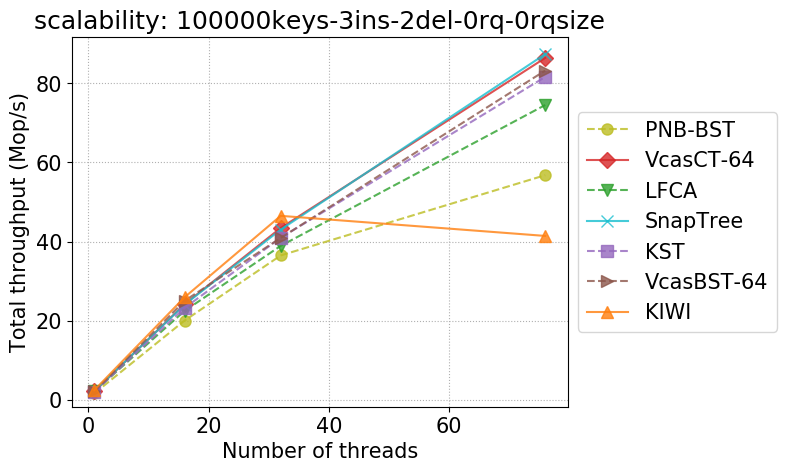 scalability: 100000keys-3ins-2del-0rq-0rqsize
Total throughput (Mop/s)
80
60
40
20
0
0 20 40 60
Number of threads
PNB-BST
VcasCT-64
LFCA
SnapTree
KST
VcasBST-64
KIWI